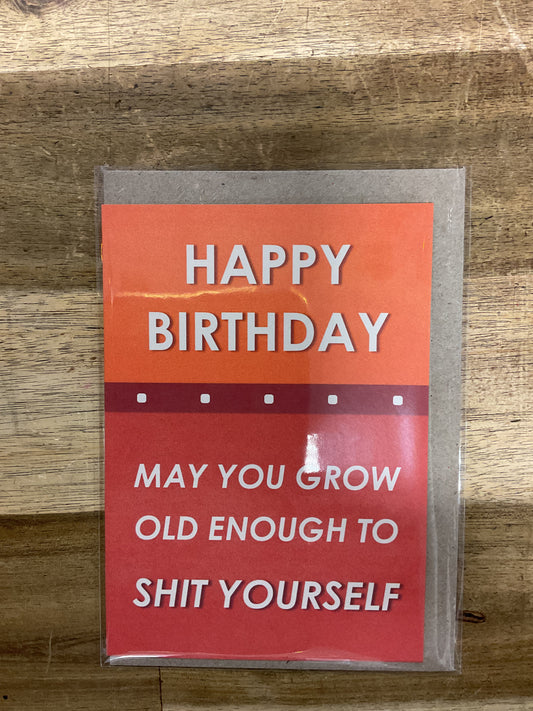 HAPPY
BIRTHDAY
MAY YOU GROW
OLD ENOUGH TO
SHIT YOURSELF